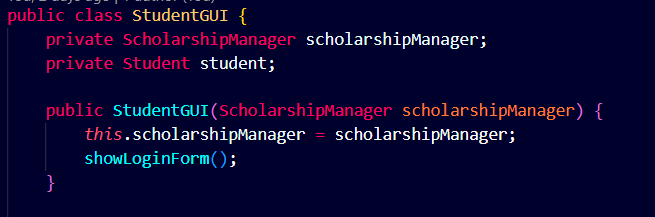 public class StudentGUI {
    private ScholarshipManager scholarshipManager;
    private Student student;

    public StudentGUI(ScholarshipManager scholarshipManager) {
        this.scholarshipManager = scholarshipManager;
        showLoginForm();
    }